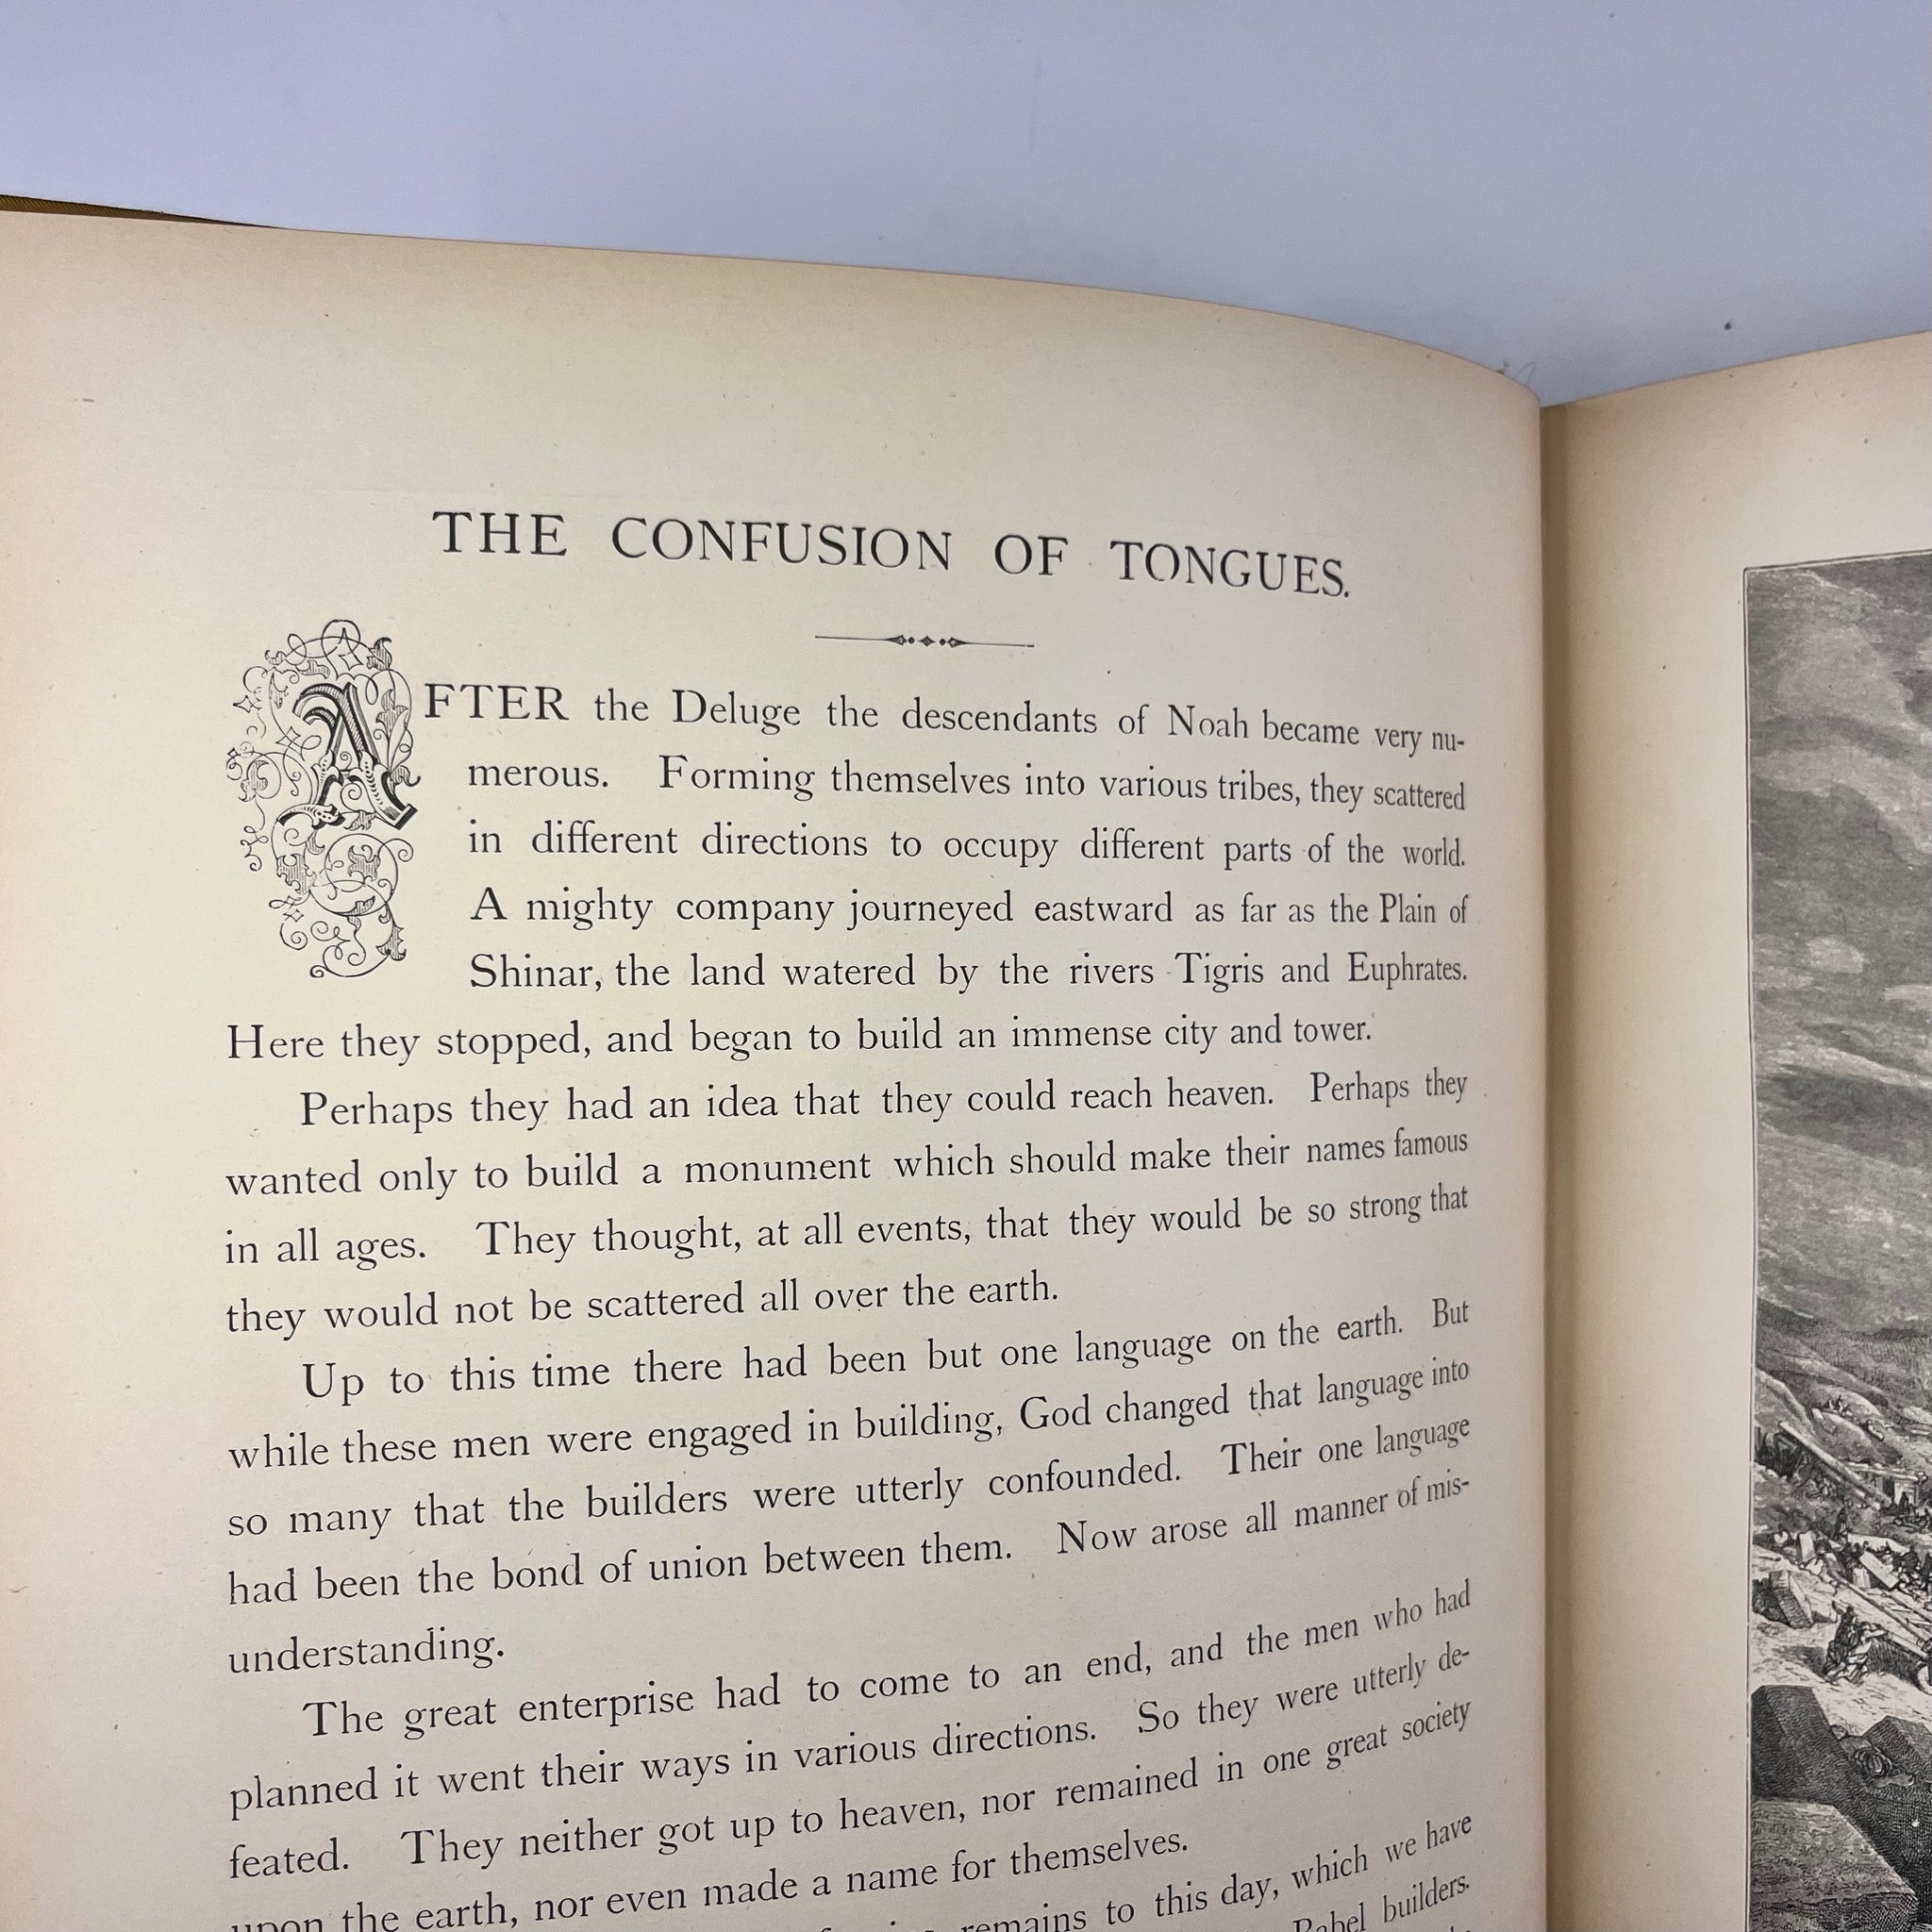 THE CONFUSION OF TONGUES.
AFTER the Deluge the descendants of Noah became very nu-
merous. Forming themselves into various tribes, they scattered
in different directions to occupy different parts of the world.
A mighty company journeyed eastward as far as the Plain of
Shinar, the land watered by the rivers Tigris and Euphrates.
Here they stopped, and began to build an immense city and tower.
Perhaps they had an idea that they could reach heaven. Perhaps they
wanted only to build a monument which should make their names famous
in all ages. They thought, at all events, that they would be so strong that
they would not be scattered all over the earth.
Up to this time there had been but one language on the earth. But
while these men were engaged in building, God changed that language into
so many that the builders were utterly confounded. Their one language
had been the bond of union between them. Now arose all manner of mis-
understanding.
The great enterprise had to come to an end, and the men who had
planned it went their ways in various directions. So they were utterly de-
feated. They neither got up to heaven, nor remained in one great society
upon the earth, nor even made a name for themselves.
remains to this day, which we have
Babel builders.